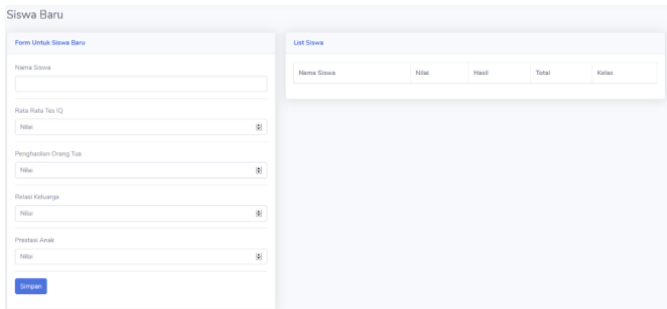 Siswa Baru
Form Untuk Siswa Baru
Nama Siswa
Rata Rata Tes IQ
Nilai
Penghasilan Orang Tua
Nilai
Relasi Keluarga
Nilai
Prestasi Anak
Nilai
Simpan
List Siswa
Nama Siswa Nilai Hasil Total Kelas